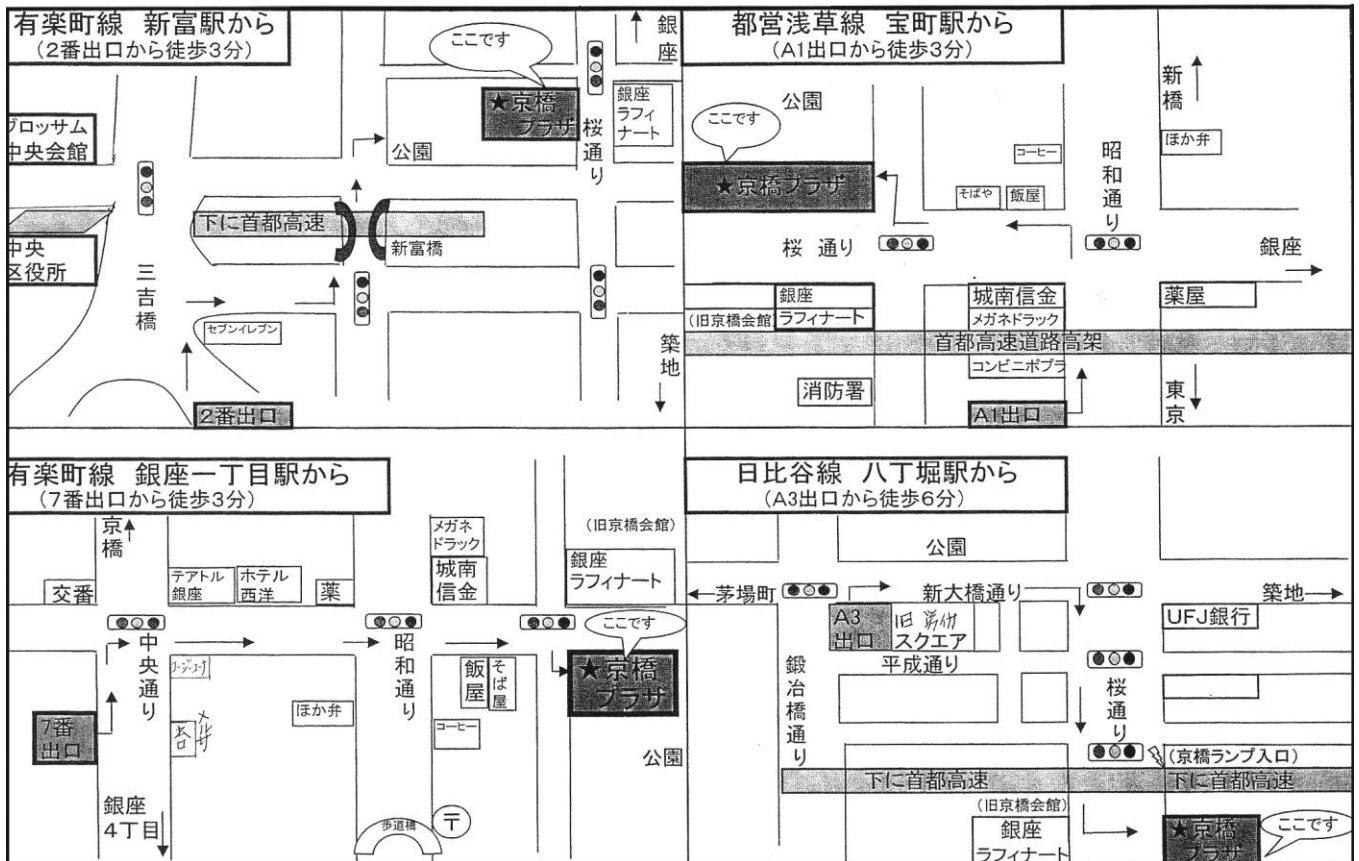 有楽町線 新富駅から
(2番出口から徒歩3分)
ここです
銀座
★京橋
プラザ
銀座
ラフィ
ナート
桜通り
公園
ブロッサム
中央会館
下に首都高速
新富橋
中央
区役所
三吉橋
セブンイレブン
築地
2番出口
都営浅草線 宝町駅から
(A1出口から徒歩3分)
公園
ここです
新橋
ほか弁
コーヒー
昭和通り
★京橋プラザ
そばや
飯屋
桜 通り
銀座
銀座
ラフィナート
(旧京橋会館)
城南信金
メガネドラック
薬屋
首都高速道路高架
コンビニポプラ
消防署
A1出口
東京
有楽町線 銀座一丁目駅から
(7番出口から徒歩3分)
京橋
メガネ
ドラック
(旧京橋会館)
交番
テアトル
銀座
ホテル
西洋
薬
城南
信金
銀座
ラフィナート
中央通り
昭和通り
ここです
★京橋
プラザ
飯屋
そば屋
ほか弁
コーヒー
7番
出口
公園
銀座
4丁目
歩道橋
〒
日比谷線 八丁堀駅から
(A3出口から徒歩6分)
公園
茅場町
新大橋通り
築地
A3
出口
旧
スクエア
UFJ銀行
平成通り
鍛冶橋通り
桜通り
(京橋ランプ入口)
下に首都高速
下に首都高速
(旧京橋会館)
銀座
ラフィナート
★京橋
プラザ
ここです